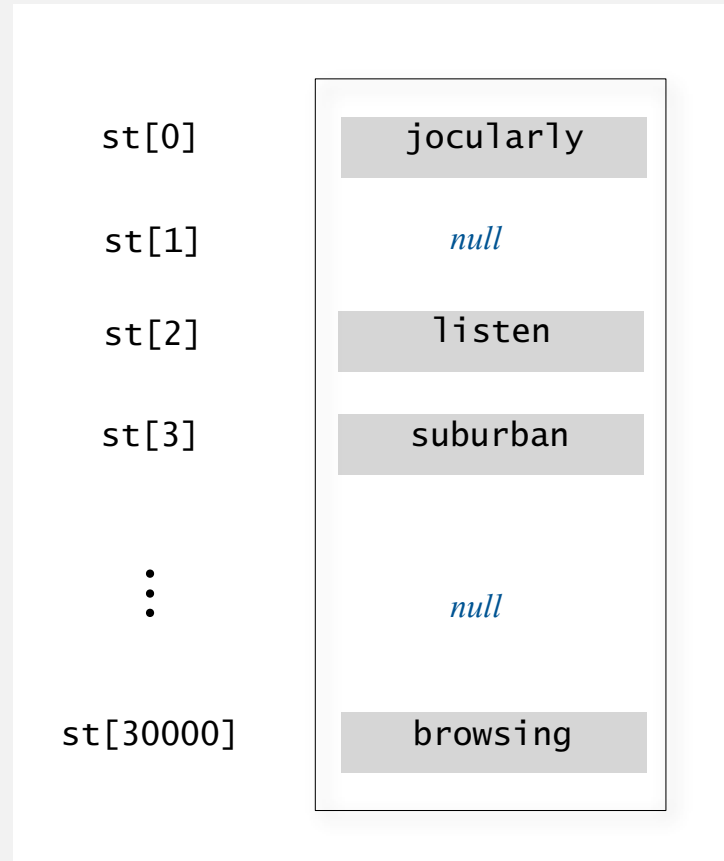 st[0] jocularly
st[1] null
st[2] listen
st[3] suburban
⋮ null
st[30000] browsing